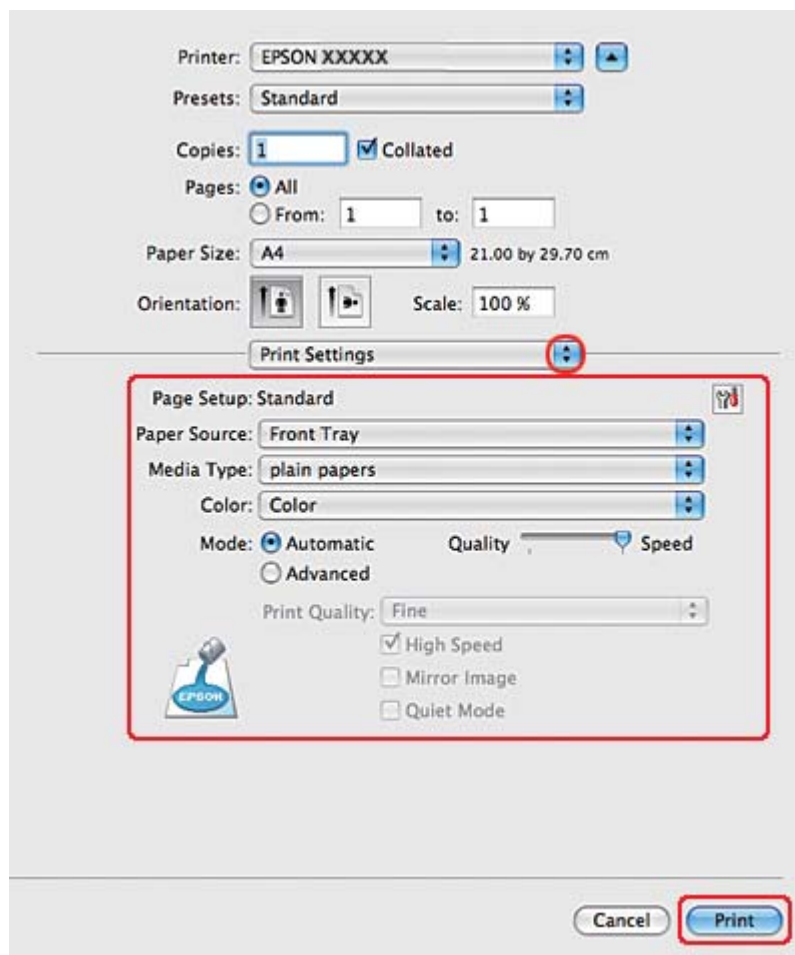 Printer: EPSON XXXXX
Presets: Standard
Copies: 1 Collated
Pages: All
From: 1 to: 1
Paper Size: A4 21.00 by 29.70 cm
Orientation: Scale: 100 %
Print Settings
Page Setup: Standard
Paper Source: Front Tray
Media Type: plain papers
Color: Color
Mode: Automatic Quality Speed
Advanced
Print Quality: Fine
High Speed
Mirror Image
EPSON
Quiet Mode
Cancel Print